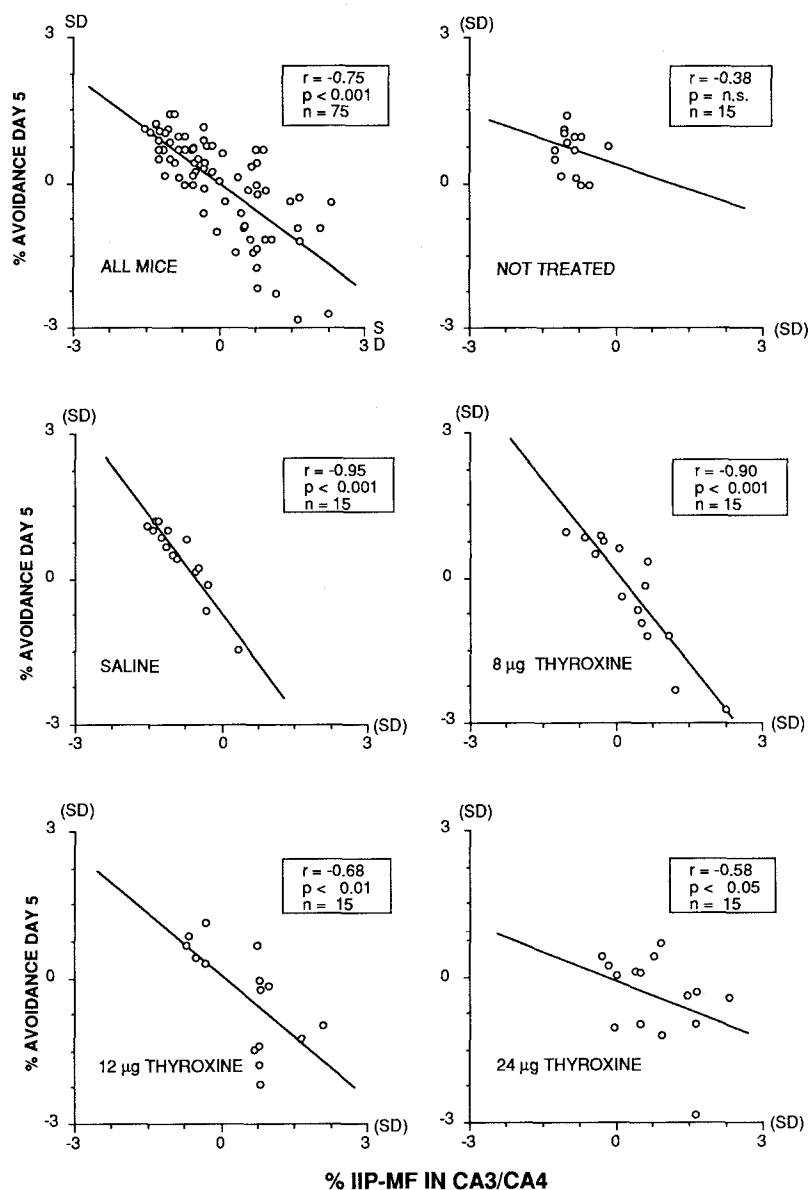 SD
3
0
-3
-3
0
3
S
D
% AVOIDANCE DAY 5
r = -0.75
p < 0.001
n = 75
ALL MICE
(SD)
3
0
-3
-3
0
3
(SD)
r = -0.38
p = n.s.
n = 15
NOT TREATED
(SD)
3
0
-3
-3
0
3
(SD)
% AVOIDANCE DAY 5
r = -0.95
p < 0.001
n = 15
SALINE
(SD)
3
0
-3
-3
0
3
(SD)
r = -0.90
p < 0.001
n = 15
8 µg THYROXINE
(SD)
3
0
-3
-3
0
3
(SD)
% AVOIDANCE DAY 5
r = -0.68
p < 0.01
n = 15
12 µg THYROXINE
(SD)
3
0
-3
-3
0
3
(SD)
r = -0.58
p < 0.05
n = 15
24 µg THYROXINE
% IIP-MF IN CA3/CA4